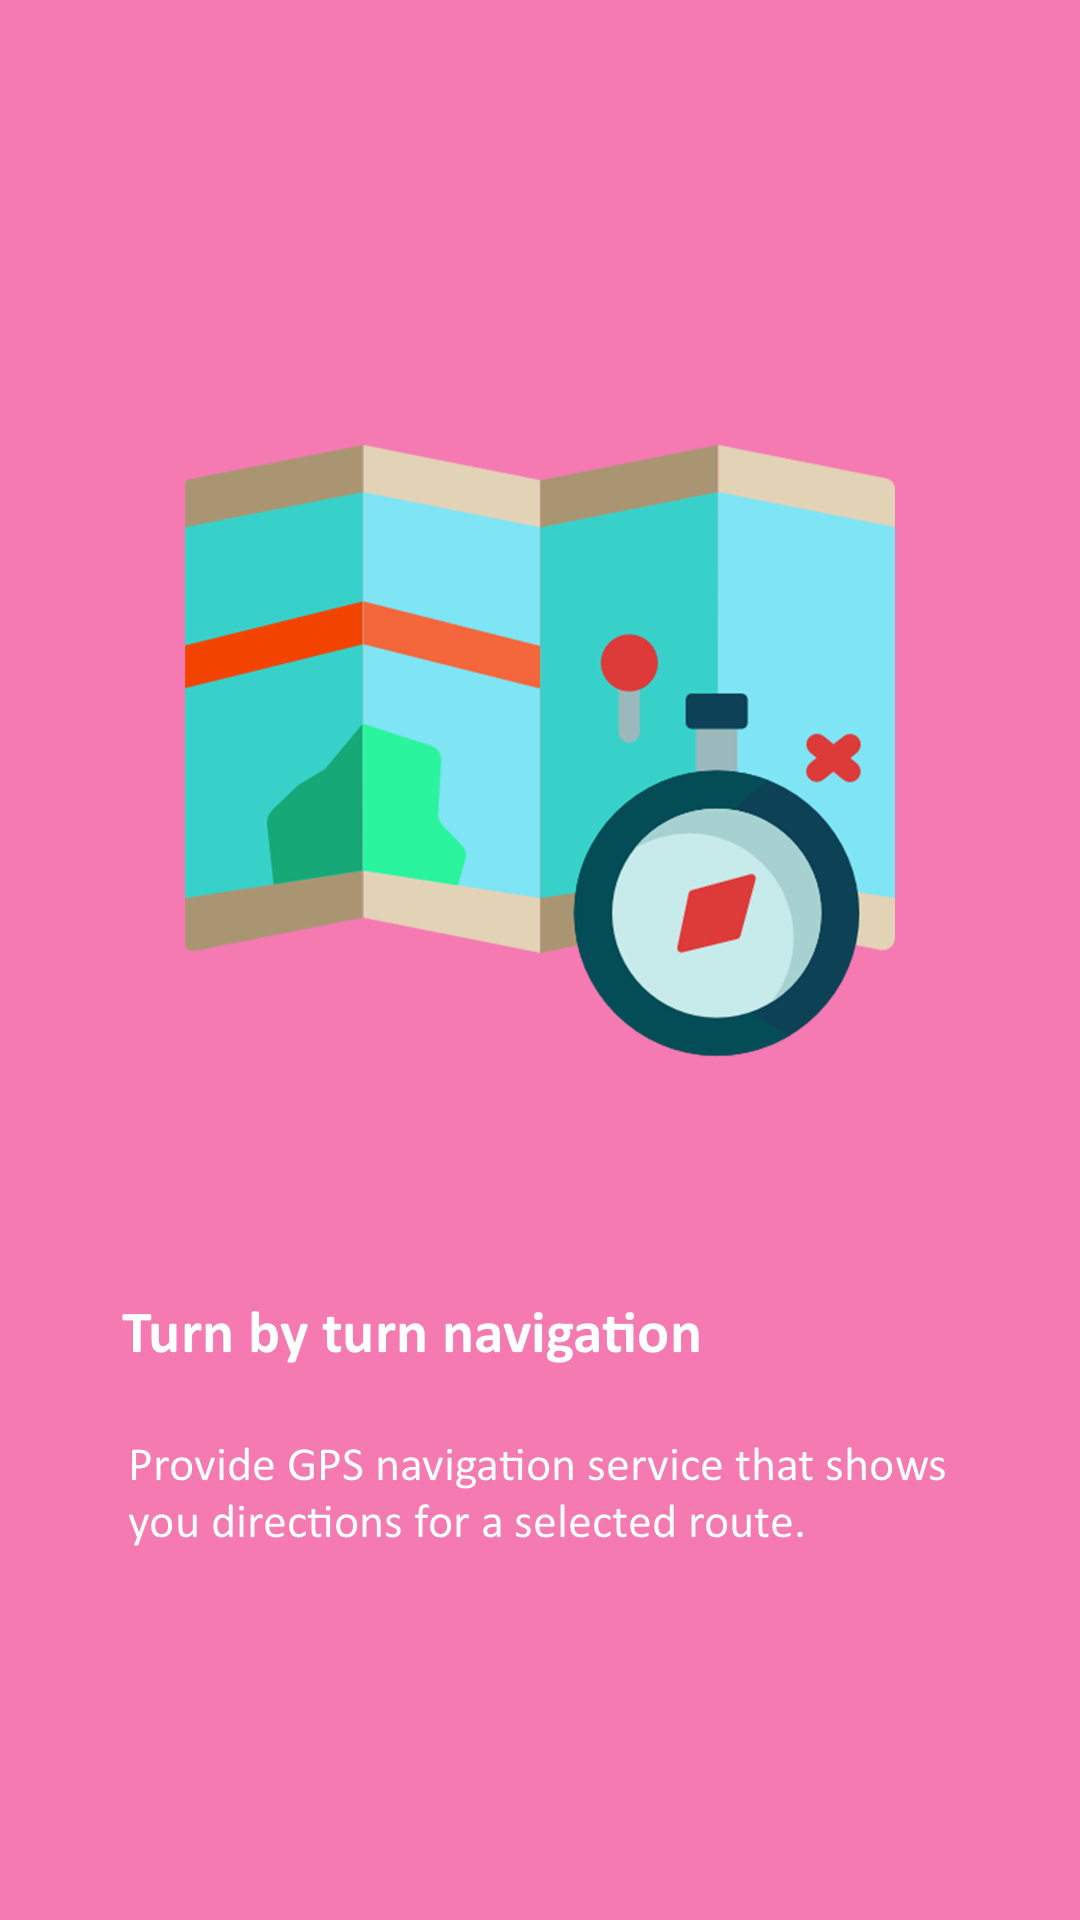 Turn by turn navigation
Provide GPS navigation service that shows
you directions for a selected route.